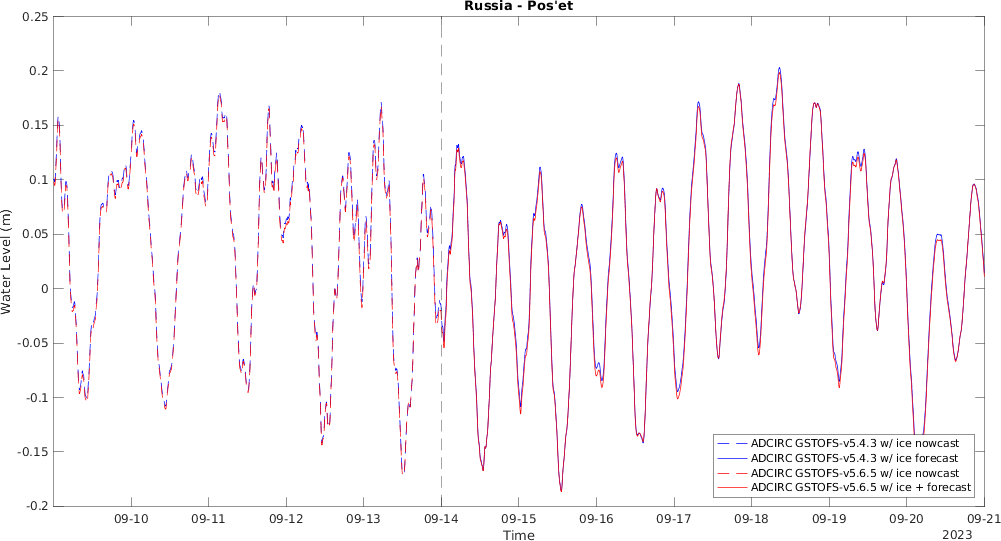 Russia - Pos'et
0.25
0.2
0.15
0.1
0.05
0
-0.05
-0.1
-0.15
-0.2
Water Level (m)
ADCIRC GSTOFS-v5.4.3 w/ ice nowcast
ADCIRC GSTOFS-v5.4.3 w/ ice forecast
ADCIRC GSTOFS-v5.6.5 w/ ice nowcast
ADCIRC GSTOFS-v5.6.5 w/ ice + forecast
09-10 09-11 09-12 09-13 09-14 09-15 09-16 09-17 09-18 09-19 09-20 09-21
Time
2023